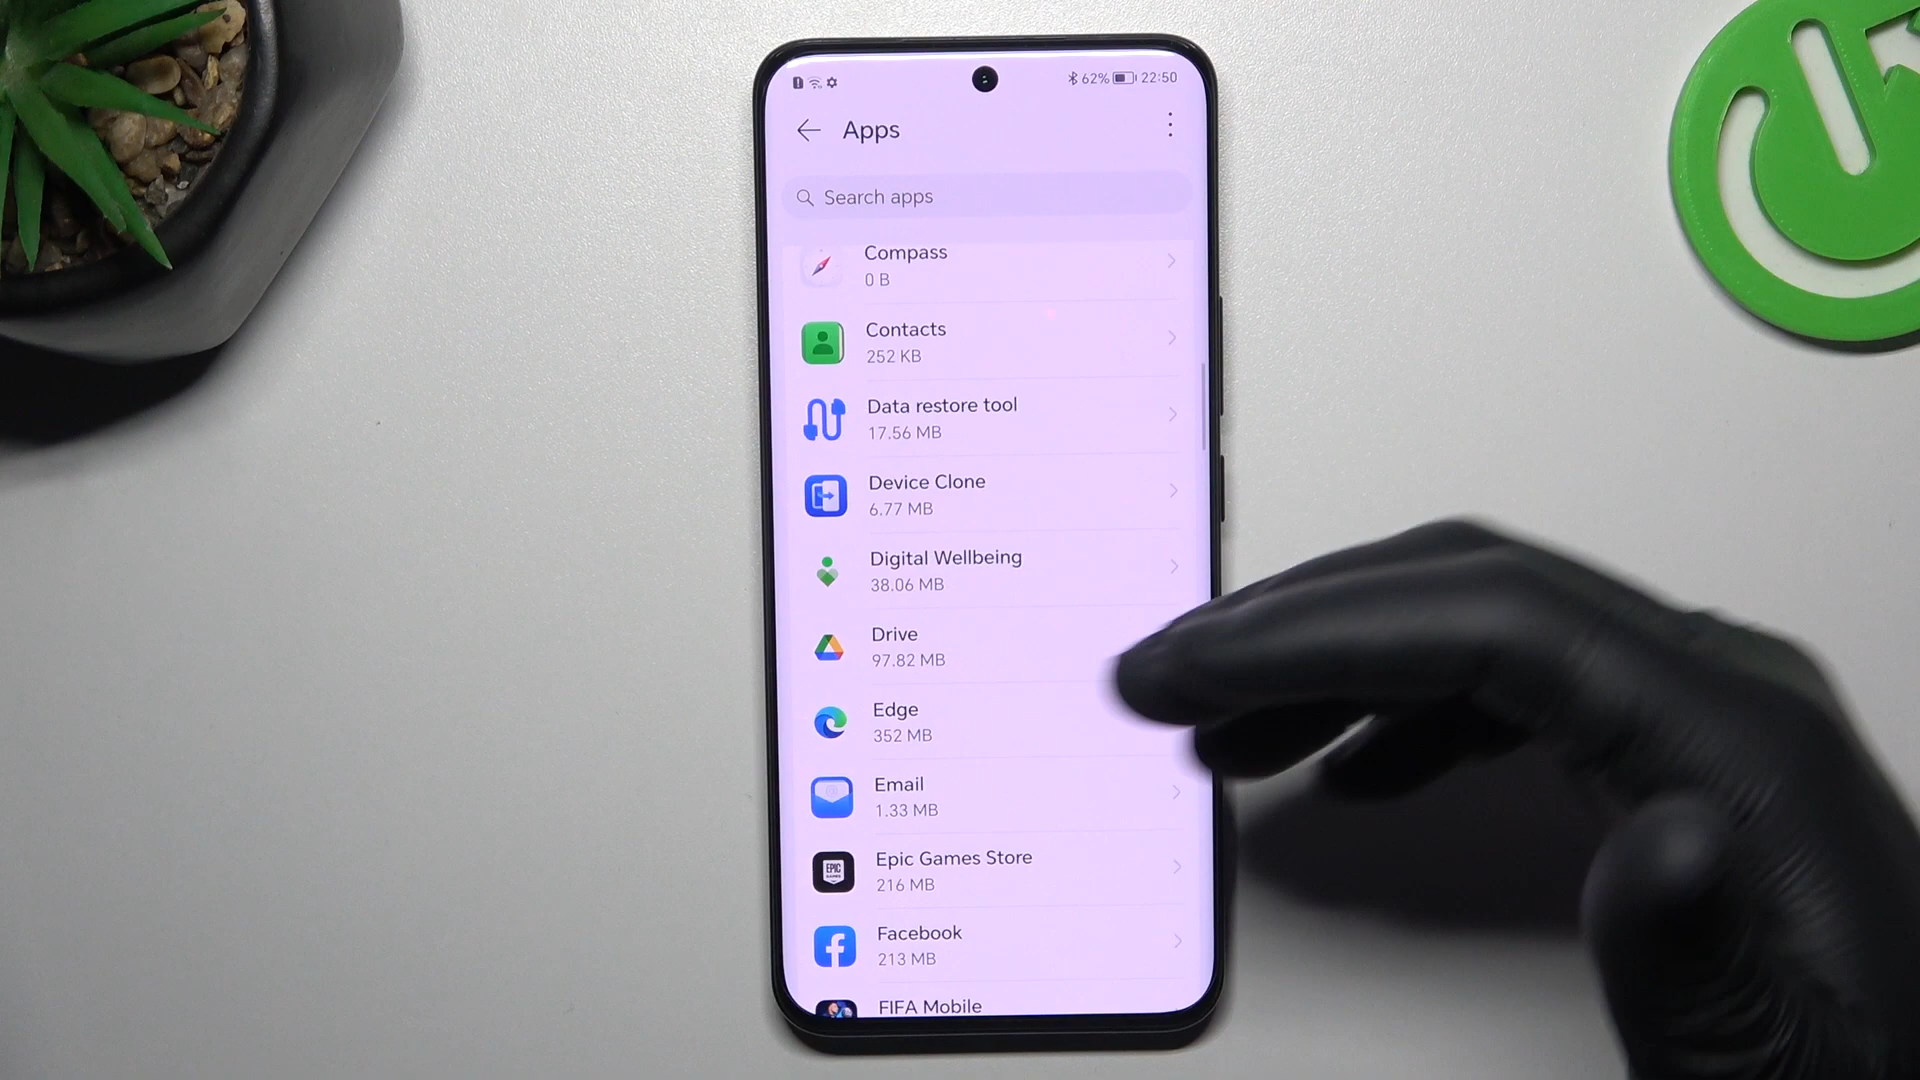 62% 22:50
Apps
Search apps
Compass
0 B
Contacts
252 KB
Data restore tool
17.56 MB
Device Clone
6.77 MB
Digital Wellbeing
38.06 MB
Drive
97.82 MB
Edge
352 MB
Email
1.33 MB
EPIC
GAMES
Epic Games Store
216 MB
Facebook
213 MB
FIFA Mobile